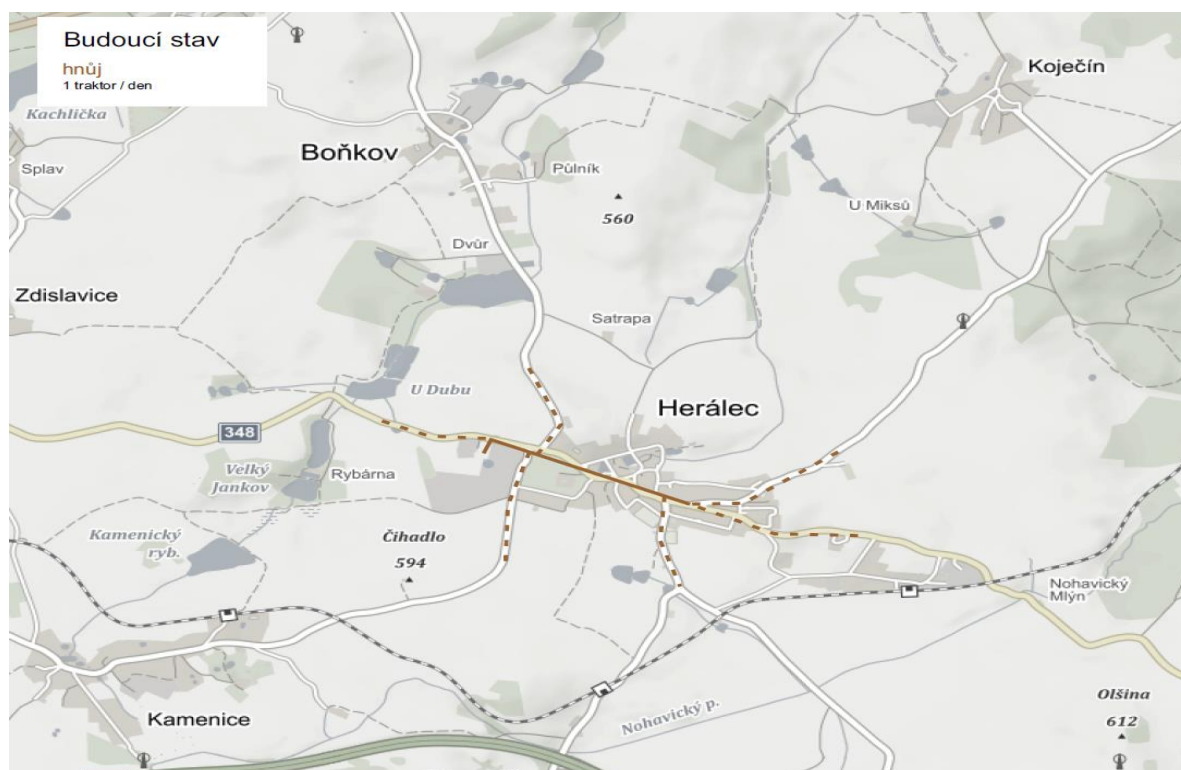 Budoucí stav
hnůj
1 traktor / den
Koječín
Kachlička
Boňkov
Splav
Půlník
560
U Miksů
Dvůr
Zdislavice
Satrapa
U Dubu
Herálec
348
Velký
Jankov
Rybárna
Kamenický
ryb.
Čihadlo
594
Nohavický
Mlýn
Kamenice
Nohavický p.
Olšina
612